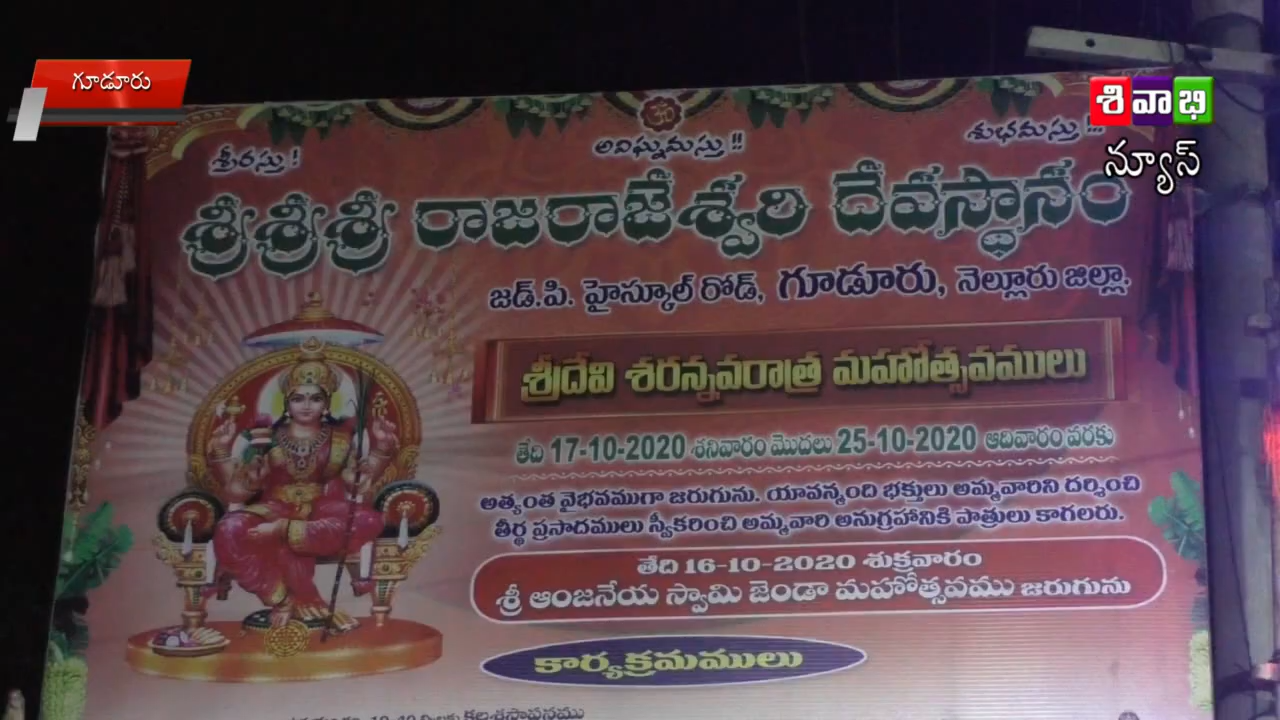 గూడూరు
శివాభి
న్యూస్
శ్రీరస్తు !
అవిఘ్నమస్తు !!
శుభమస్తు !!!
శ్రీశ్రీశ్రీ రాజరాజేశ్వరి దేవస్థానం
జడ్.పి. హైస్కూల్ రోడ్, గూడూరు, నెల్లూరు జిల్లా.
శ్రీదేవి శరన్నవరాత్ర మహోత్సవములు
తేది 17-10-2020 శనివారం మొదలు 25-10-2020 ఆదివారం వరకు
అత్యంత వైభవముగా జరుగును. యావన్మంది భక్తులు అమ్మవారిని దర్శించి
తీర్థ ప్రసాదములు స్వీకరించి అమ్మవారి అనుగ్రహానికి పాత్రులు కాగలరు.
తేది 16-10-2020 శుక్రవారం
శ్రీ ఆంజనేయ స్వామి జెండా మహోత్సవము జరుగును
కార్యక్రమములు